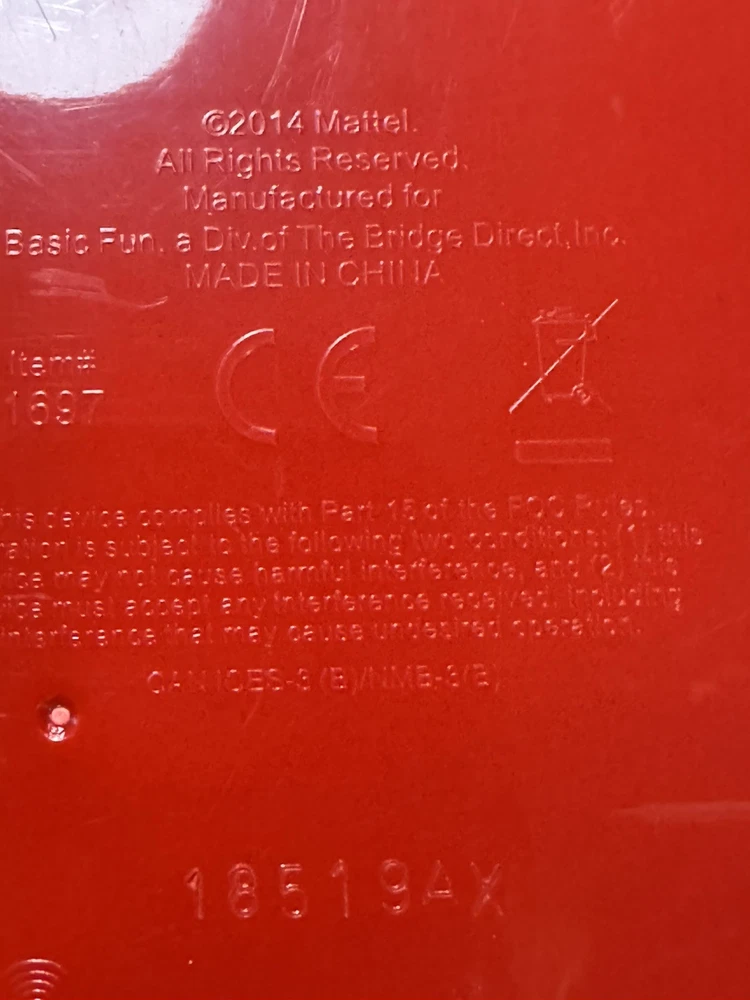 ©2014 Mattel.
All Rights Reserved.
Manufactured for
Basic Fun, a Div.of The Bridge Direct,Inc.
MADE IN CHINA
Item#
1697
CE
his device complies with Part 15 of the FCC Rules.
ration is subject to the following two conditions: (1) this
ice may not cause harmful interference, and (2) this
ice must accept any interference received, including
interference that may cause undesired operation.
CAN ICES-3 (B)/NMB-3(B)
18519AX